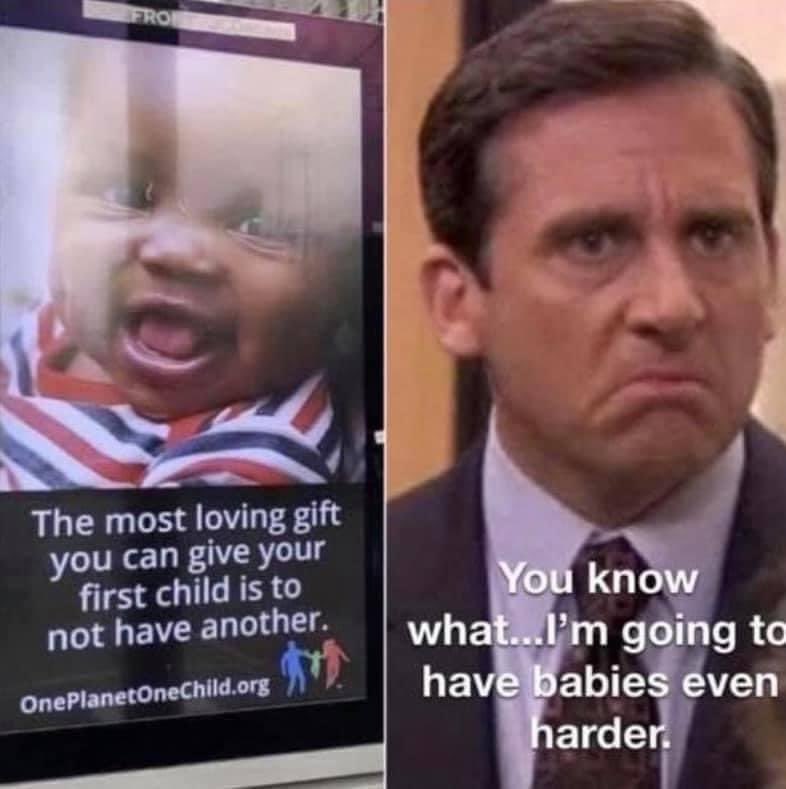 The most loving gift
you can give your
first child is to
not have another.
OnePlanetOneChild.org
You know
what...I'm going to
have babies even
harder.